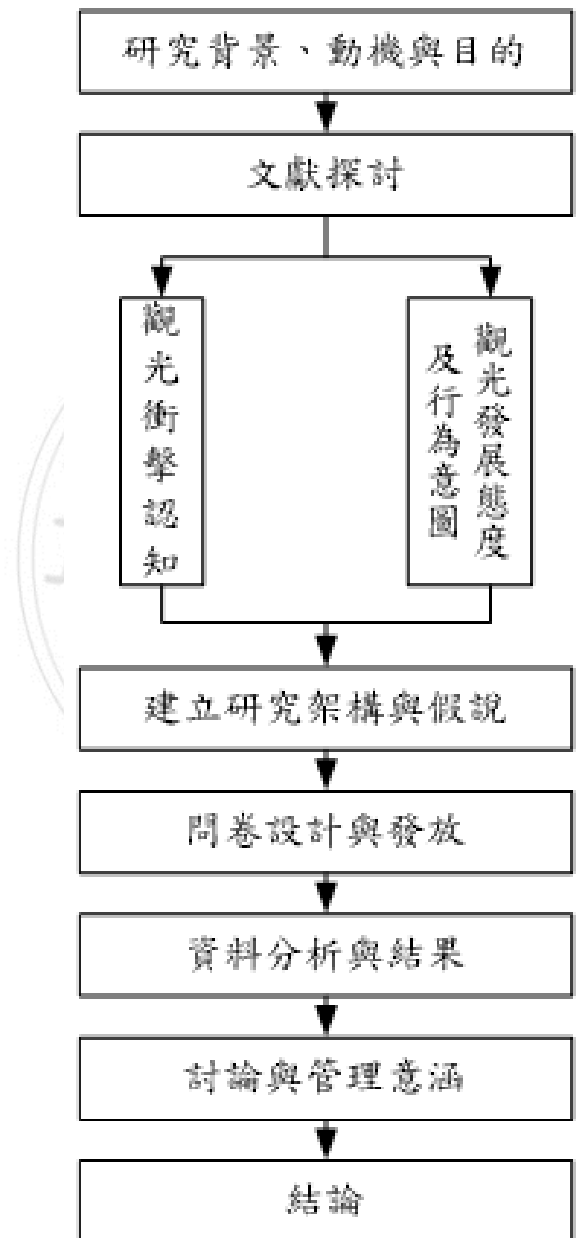 研究背景、動機與目的
文獻探討
觀光衝擊認知
觀光發展態度
及行為意圖
建立研究架構與假說
問卷設計與發放
資料分析與結果
討論與管理意涵
結論